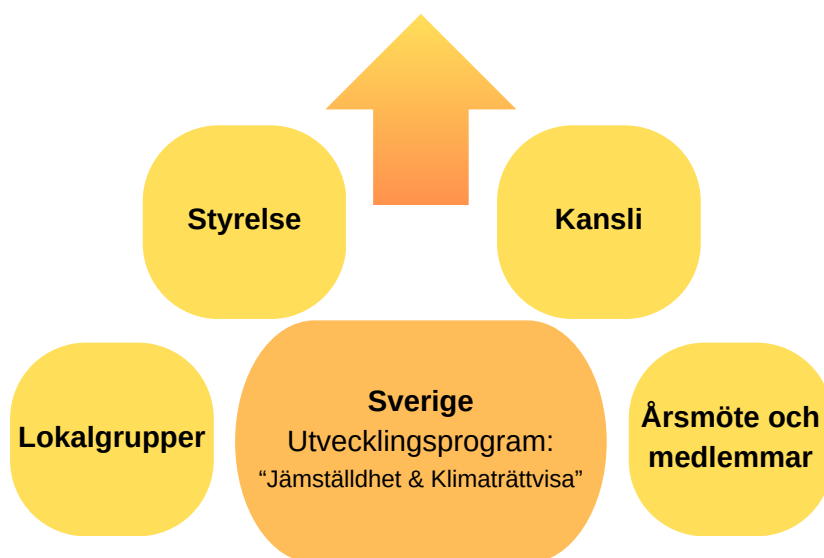 Styrelse
Kansli
Lokalgrupper
Sverige
Utvecklingsprogram:
“Jämställdhet & Klimaträttvisa”
Årsmöte och
medlemmar